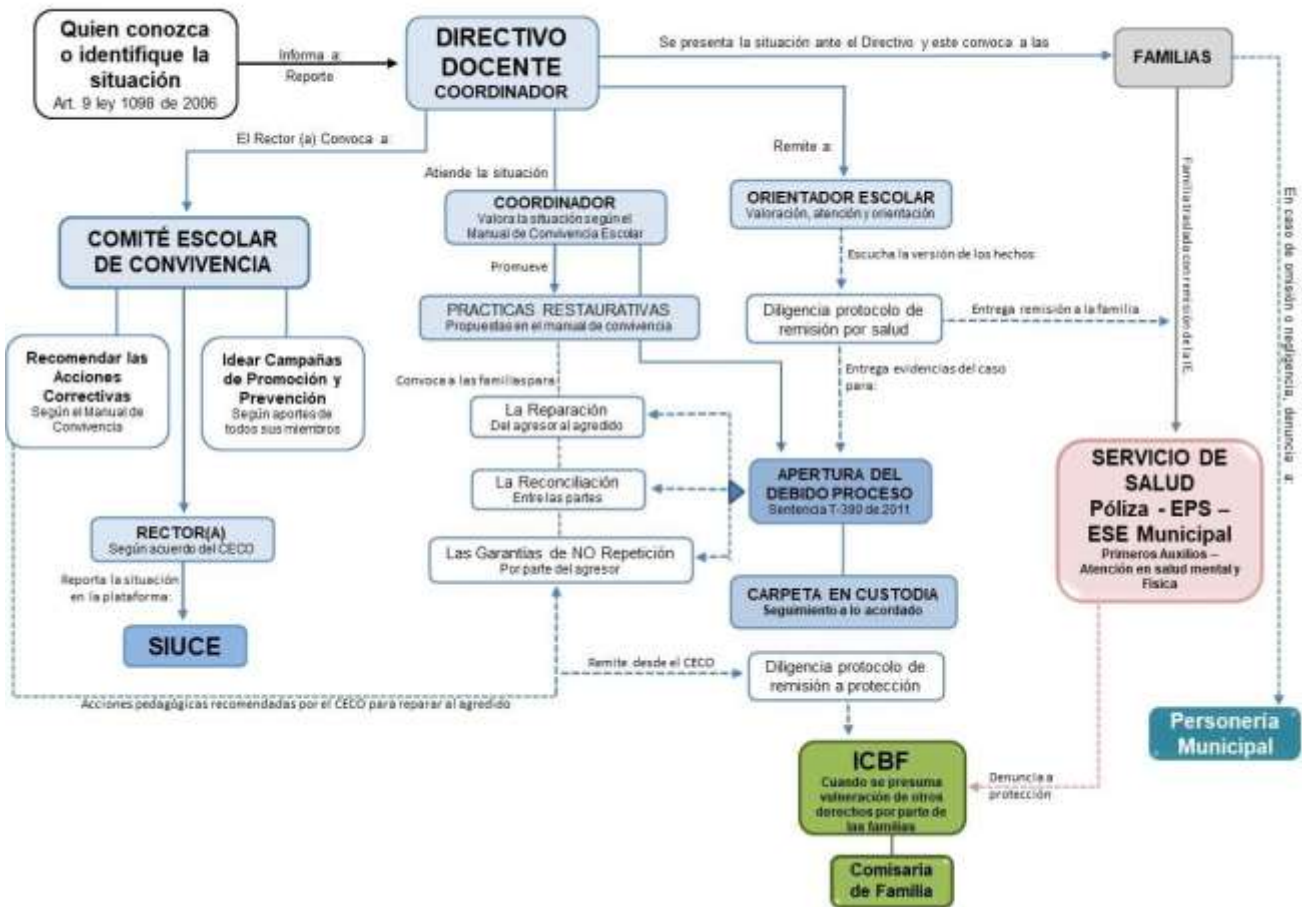 Quien conozca
o identifique la
situación
Art. 9 ley 1098 de 2006
Informa a:
Reporte
DIRECTIVO
DOCENTE
COORDINADOR
Se presenta la situación ante el Directivo y este convoca a las
FAMILIAS
El Rector (a) Convoca a:
Atiende la situación
Remite a:
COORDINADOR
Valora la situación según el
Manual de Convivencia Escolar
ORIENTADOR ESCOLAR
Valoración, atención y orientación
COMITÉ ESCOLAR
DE CONVIVENCIA
Promueve
Escucha la versión de los hechos:
PRACTICAS RESTAURATIVAS
Propuestas en el manual de convivencia
Diligencia protocolo de
remisión por salud
Entrega remisión a la familia
Familia traslada con remisión de la IE.
En caso de omisión o negligencia, denuncia a:
Recomendar las
Acciones
Correctivas
Según el Manual de
Convivencia
Idear Campañas
de Promoción y
Prevención
Según aportes de
todos sus miembros
Convoca a las familias para:
Entrega evidencias del caso
para:
La Reparación
Del agresor al agredido
La Reconciliación
Entre las partes
Las Garantías de NO Repetición
Por parte del agresor
APERTURA DEL
DEBIDO PROCESO
Sentencia T-390 de 2011
SERVICIO DE
SALUD
Póliza - EPS –
ESE Municipal
Primeros Auxilios –
Atención en salud mental y
Física
RECTOR(A)
Según acuerdo del CECO
Reporta la situación
en la plataforma:
SIUCE
CARPETA EN CUSTODIA
Seguimiento a lo acordado
Remite desde el CECO
Diligencia protocolo de
remisión a protección
Acciones pedagógicas recomendadas por el CECO para reparar al agredido
Personería
Municipal
ICBF
Cuando se presuma
vulneración de otros
derechos por parte de
las familias
Denuncia a
protección
Comisaria
de Familia